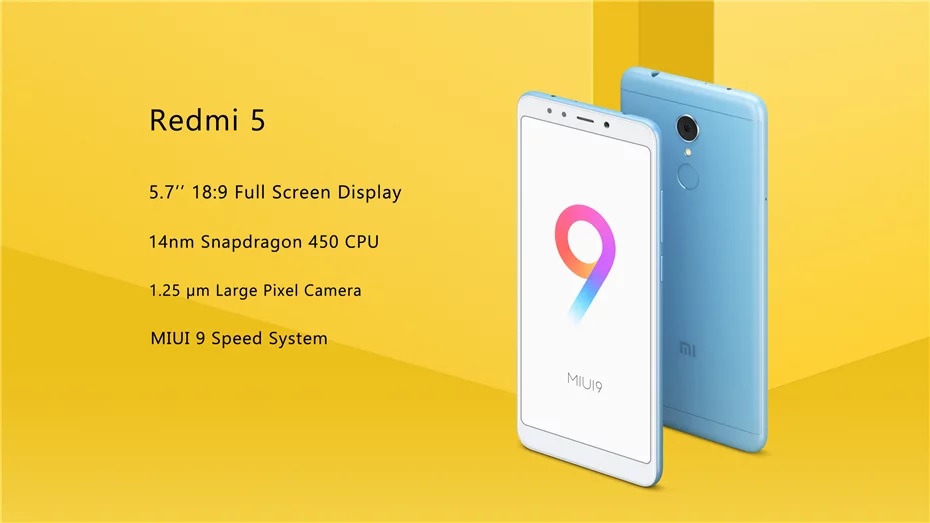 Redmi 5
5.7’’ 18:9 Full Screen Display
14nm Snapdragon 450 CPU
1.25 μm Large Pixel Camera
MIUI 9 Speed System
9
MIUI9
mi